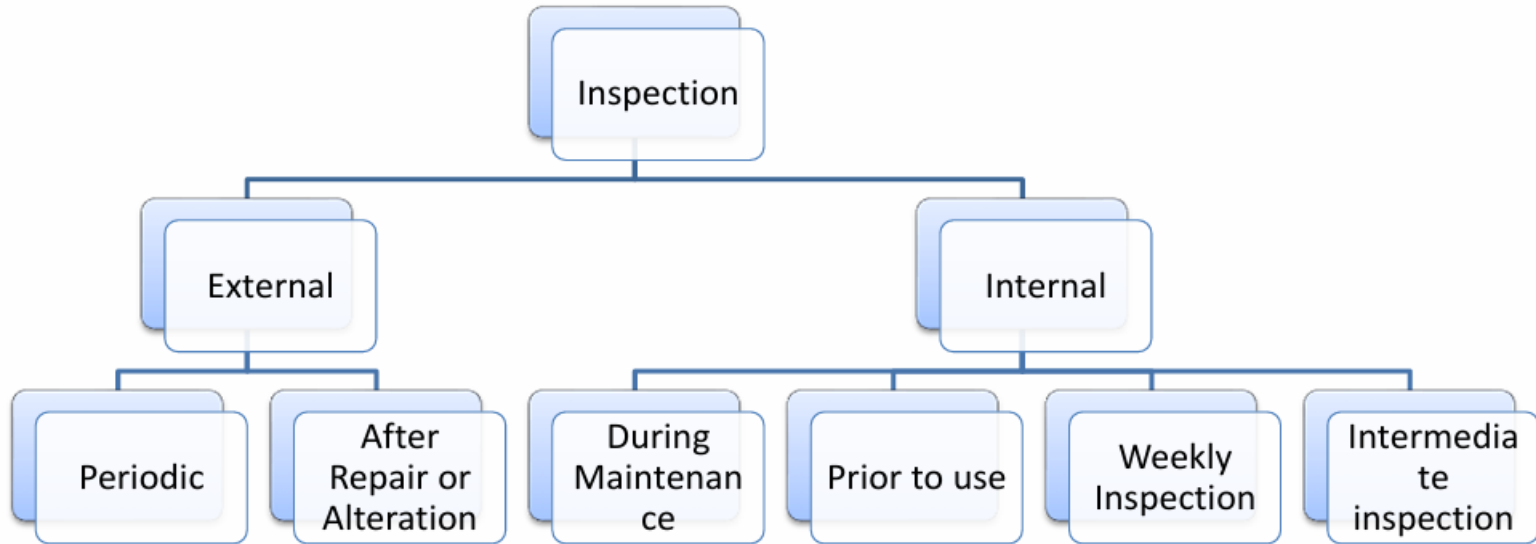 Inspection
External
Internal
Periodic
After
Repair or
Alteration
During
Maintenan
ce
Prior to use
Weekly
Inspection
Intermedia
te
inspection